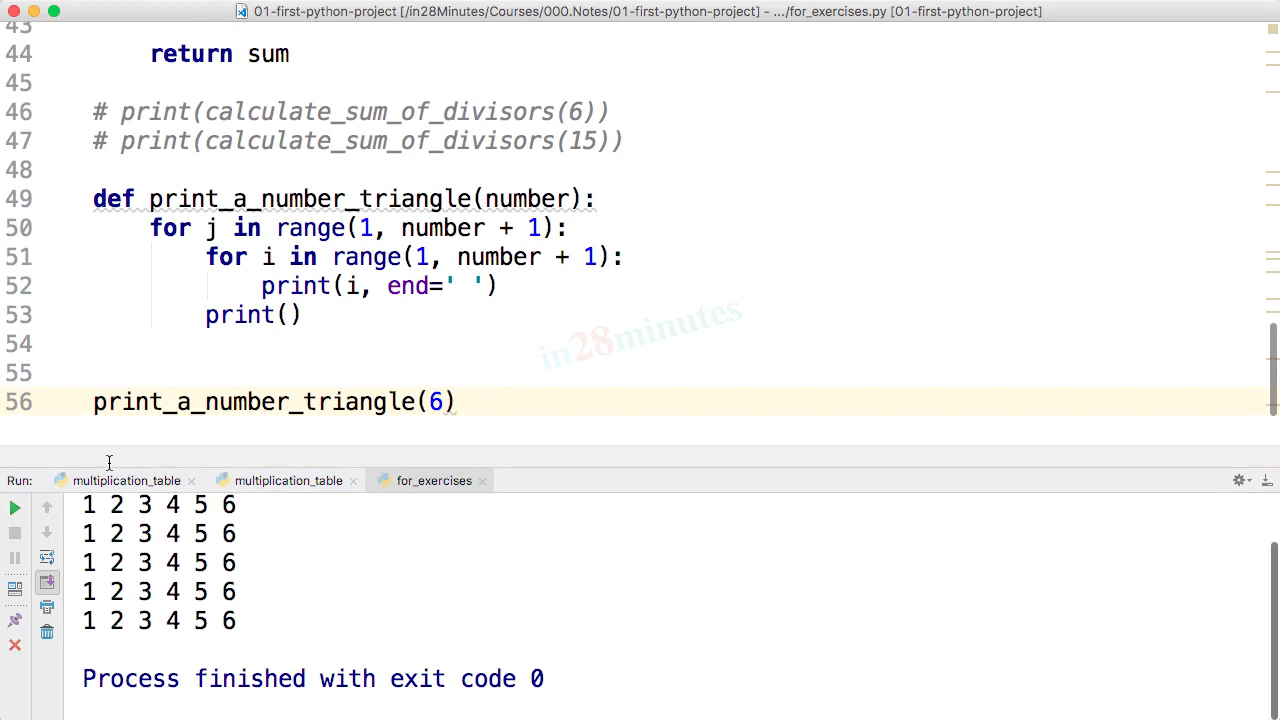 01-first-python-project [/in28Minutes/Courses/000.Notes/01-first-python-project] - .../for_exercises.py [01-first-python-project]
43
44 return sum
45
46 # print(calculate_sum_of_divisors(6))
47 # print(calculate_sum_of_divisors(15))
48
49 def print_a_number_triangle(number):
50 for j in range(1, number + 1):
51 for i in range(1, number + 1):
52 print(i, end=' ')
53 print()
54
55
56 print_a_number_triangle(6)
in28minutes
Run: multiplication_table multiplication_table for_exercises
1 2 3 4 5 6
1 2 3 4 5 6
1 2 3 4 5 6
1 2 3 4 5 6
1 2 3 4 5 6
Process finished with exit code 0